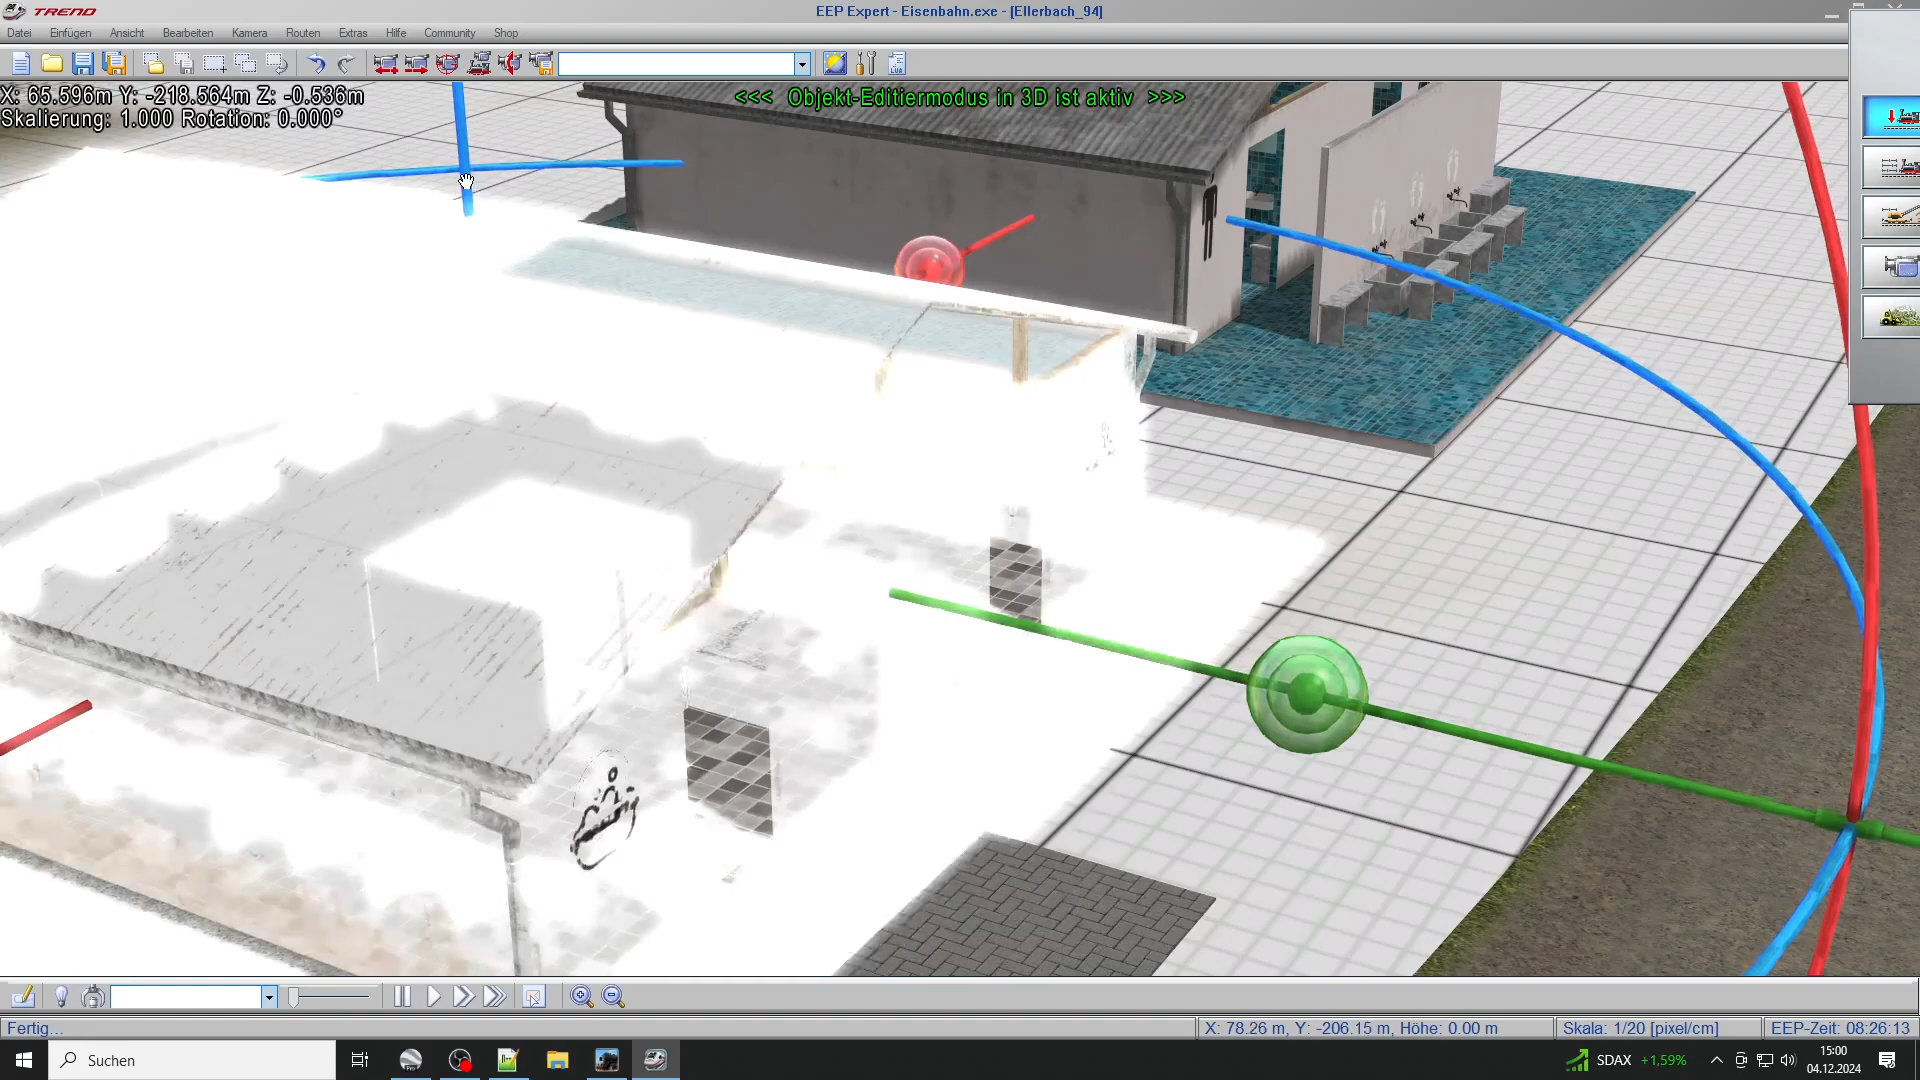 TREND
EEP Expert - Eisenbahn.exe - [Ellerbach_94]
Datei Einfügen Ansicht Bearbeiten Kamera Routen Extras Hilfe Community Shop
X: 65.596m Y: -218.564m Z: -0.536m
<<< Objekt-Editiermodus in 3D ist aktiv >>>
Skalierung: 1.000 Rotation: 0.000°
Fertig...
X: 78.26 m, Y: -206.15 m, Höhe: 0.00 m
Skala: 1/20 [pixel/cm]
EEP-Zeit: 08:26:13
Suchen
SDAX +1,59%
15:00
04.12.2024